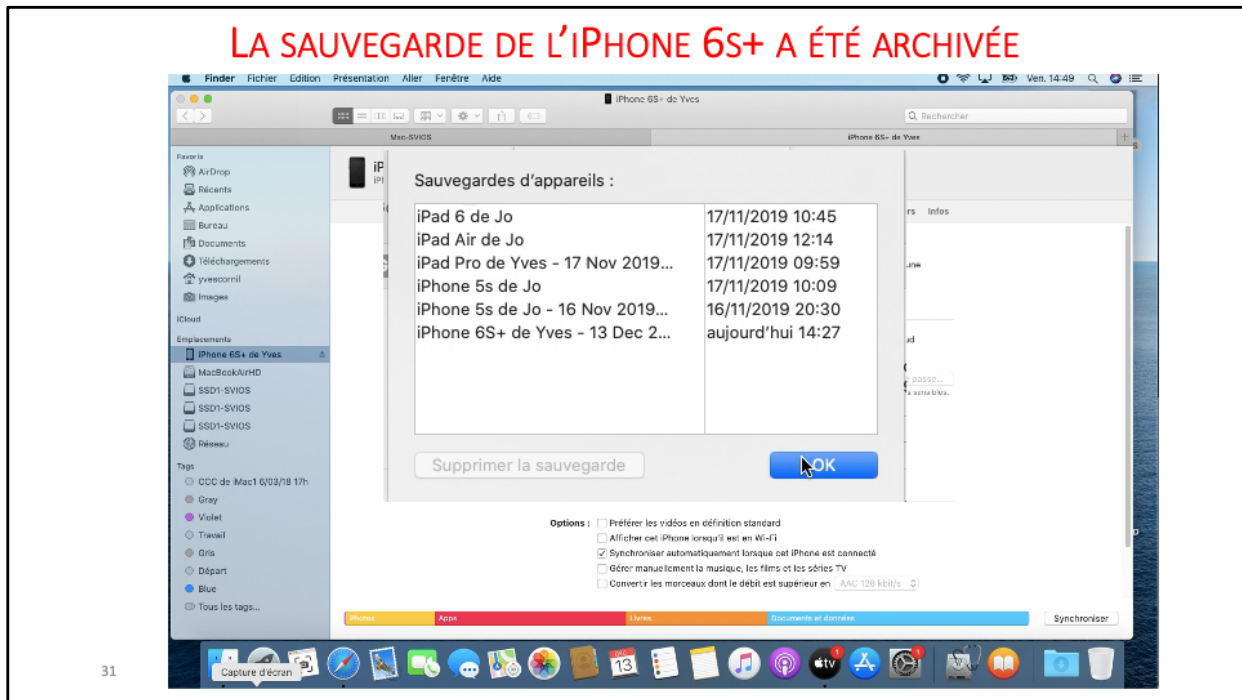 LA SAUVEGARDE DE L'IPHONE 6S+ A ÉTÉ ARCHIVÉE
Finder Fichier Edition Présentation Aller Fenêtre Aide
Ven. 14:49
iPhone 6S+ de Yves
Rechercher
Mac-SVIOS
iPhone 6S+ de Yves
Favoris
AirDrop
Récents
Applications
Bureau
Documents
Téléchargements
yvescornil
Images
iCloud
Emplacements
iPhone 6S+ de Yves
MacBookAirHD
SSD1-SVIOS
SSD1-SVIOS
SSD1-SVIOS
Réseau
Tags
CCC de iMac1 6/03/18 17h
Gray
Violet
Travail
Gris
Départ
Blue
Tous les tags...
iP
Sauvegardes d'appareils :
iPad 6 de Jo 17/11/2019 10:45
iPad Air de Jo 17/11/2019 12:14
iPad Pro de Yves - 17 Nov 2019... 17/11/2019 09:59
iPhone 5s de Jo 17/11/2019 10:09
iPhone 5s de Jo - 16 Nov 2019... 16/11/2019 20:30
iPhone 6S+ de Yves - 13 Dec 2... aujourd'hui 14:27
Supprimer la sauvegarde OK
rs Infos
une
ud
passe...
sensibles.
Options : Préférer les vidéos en définition standard
Afficher cet iPhone lorsqu'il est en Wi-Fi
Synchroniser automatiquement lorsque cet iPhone est connecté
Gérer manuellement la musique, les films et les séries TV
Convertir les morceaux dont le débit est supérieur en AAC 128 kbit/s
Photos Apps Livres Documents et données Synchroniser
Capture d'écran
DÉC
13
tv
31